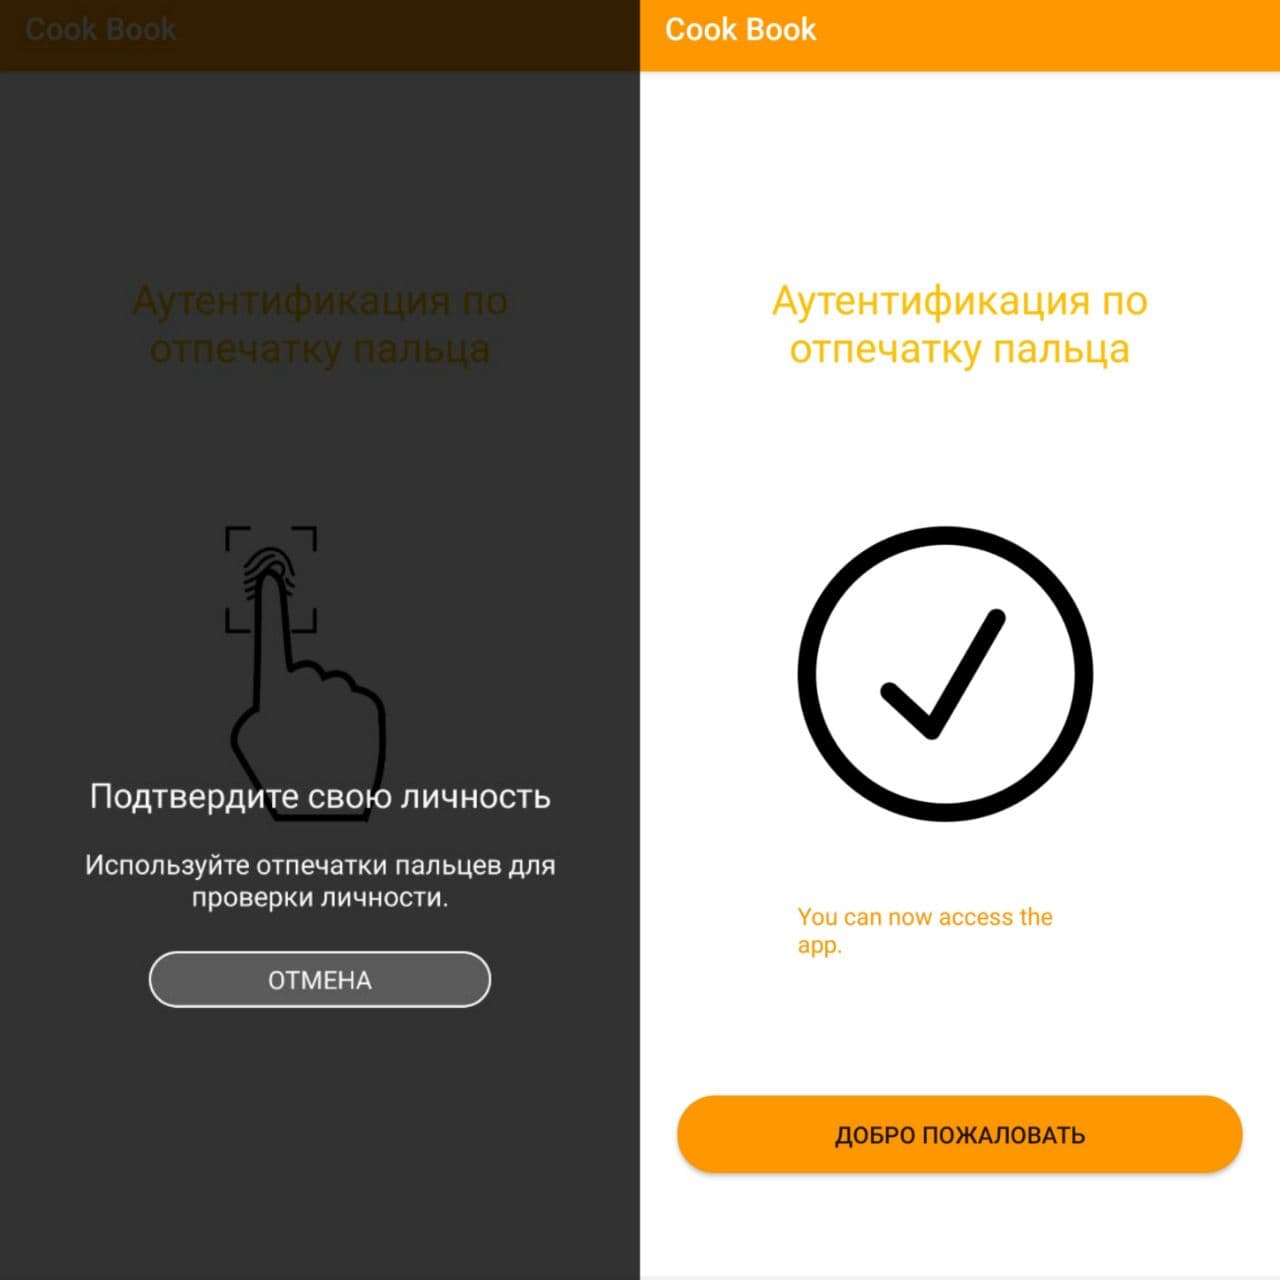 Cook Book
Аутентификация по
отпечатку пальца
Подтвердите свою личность
Используйте отпечатки пальцев для
проверки личности.
ОТМЕНА
Cook Book
Аутентификация по
отпечатку пальца
You can now access the
app.
ДОБРО ПОЖАЛОВАТЬ